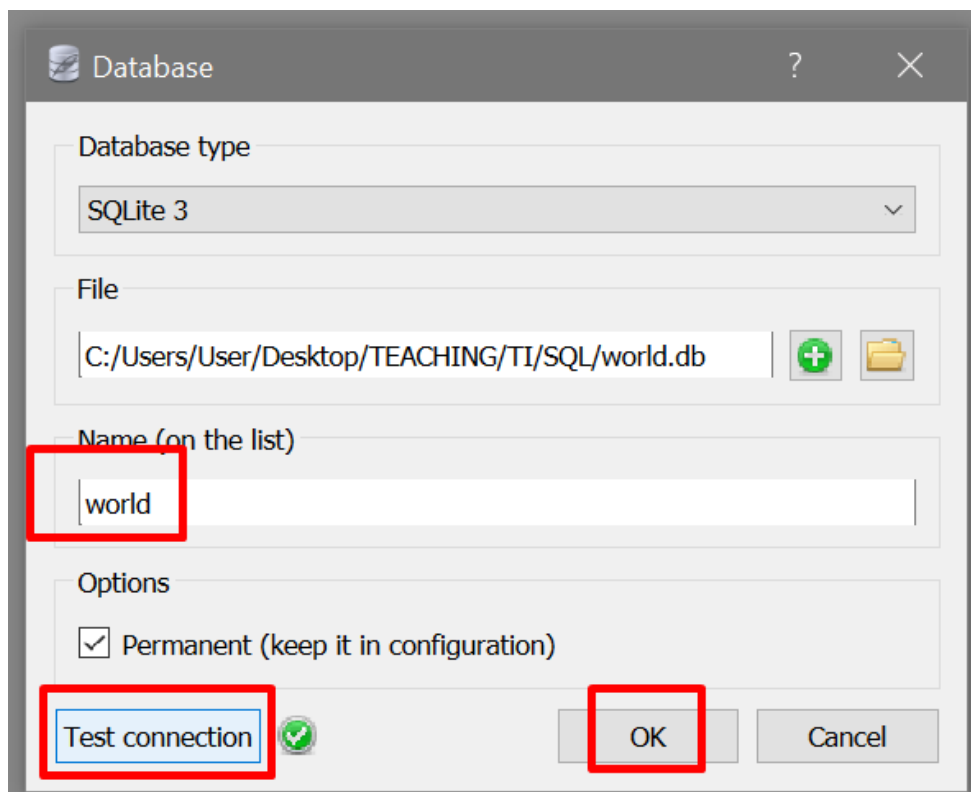 Database ?
Database type
SQLite 3
File
C:/Users/User/Desktop/TEACHING/TI/SQL/world.db
Name (on the list)
world
Options
Permanent (keep it in configuration)
Test connection OK Cancel